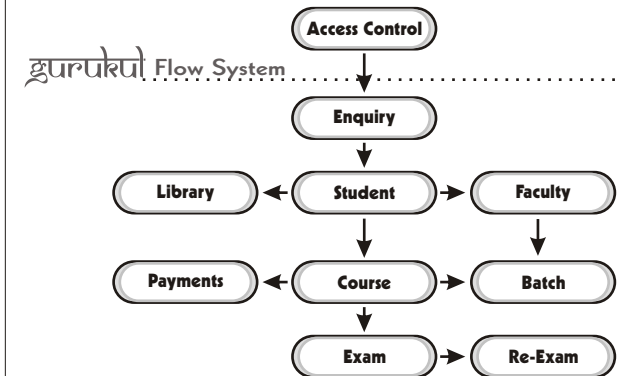 Access Control
gurukul Flow System
Enquiry
Library Student Faculty
Payments Course Batch
Exam Re-Exam